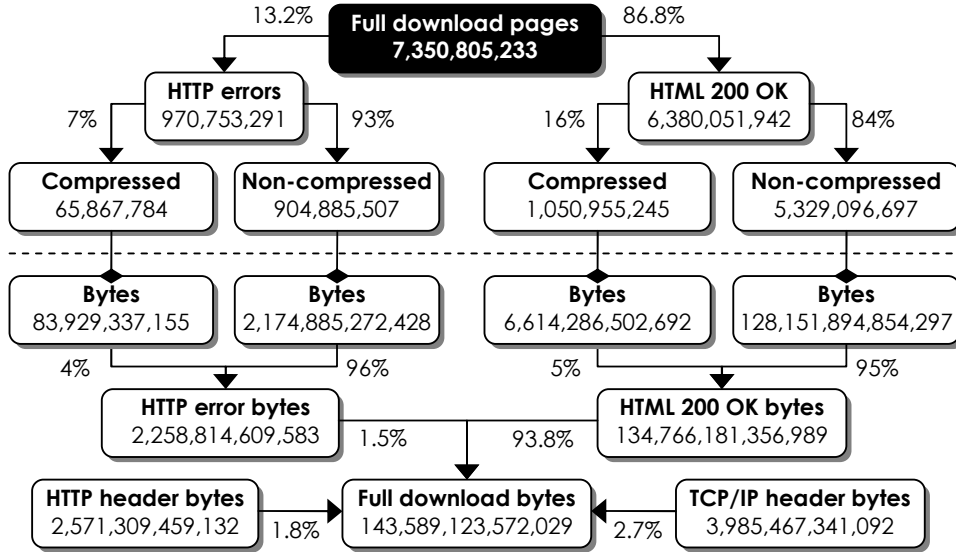 13.2%
Full download pages
86.8%
7,350,805,233
HTTP errors
970,753,291
HTML 200 OK
6,380,051,942
7%
93%
16%
84%
Compressed
65,867,784
Non-compressed
904,885,507
Compressed
1,050,955,245
Non-compressed
5,329,096,697
Bytes
83,929,337,155
Bytes
2,174,885,272,428
Bytes
6,614,286,502,692
Bytes
128,151,894,854,297
4%
96%
5%
95%
HTTP error bytes
2,258,814,609,583
HTML 200 OK bytes
134,766,181,356,989
1.5%
93.8%
HTTP header bytes
2,571,309,459,132
Full download bytes
143,589,123,572,029
TCP/IP header bytes
3,985,467,341,092
1.8%
2.7%